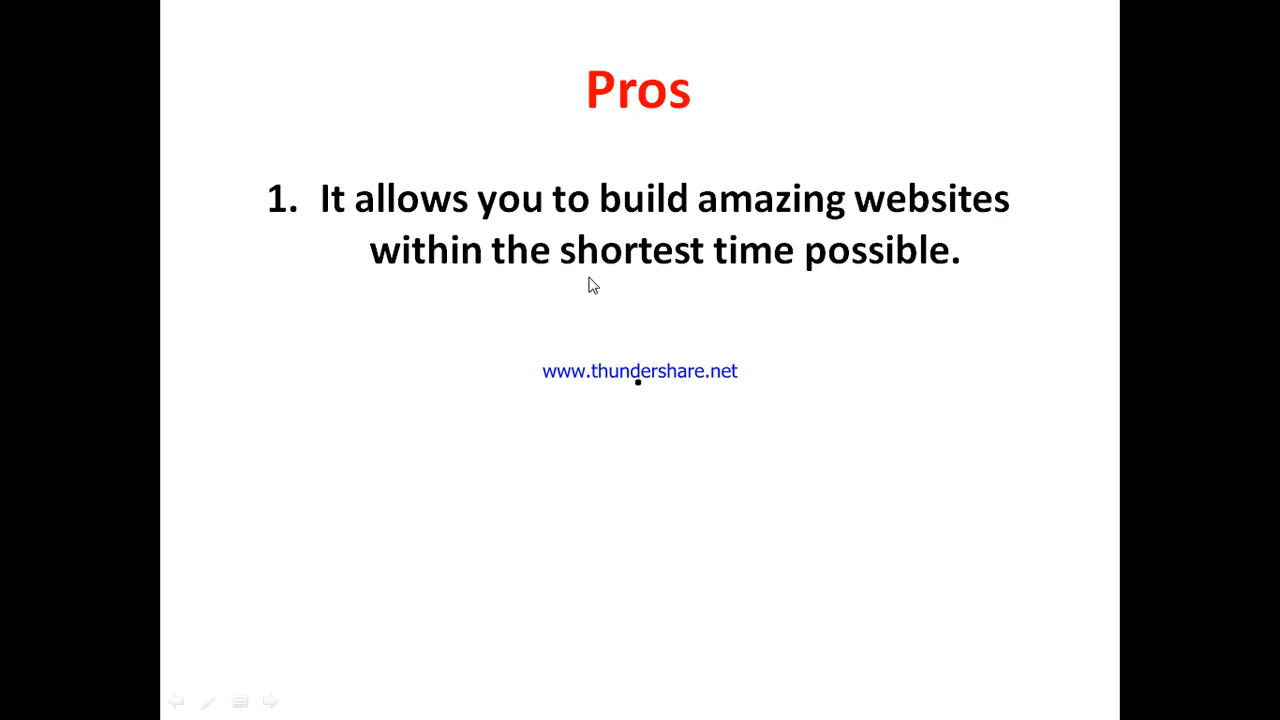 Pros
1. It allows you to build amazing websites
within the shortest time possible.
www.thundershare.net